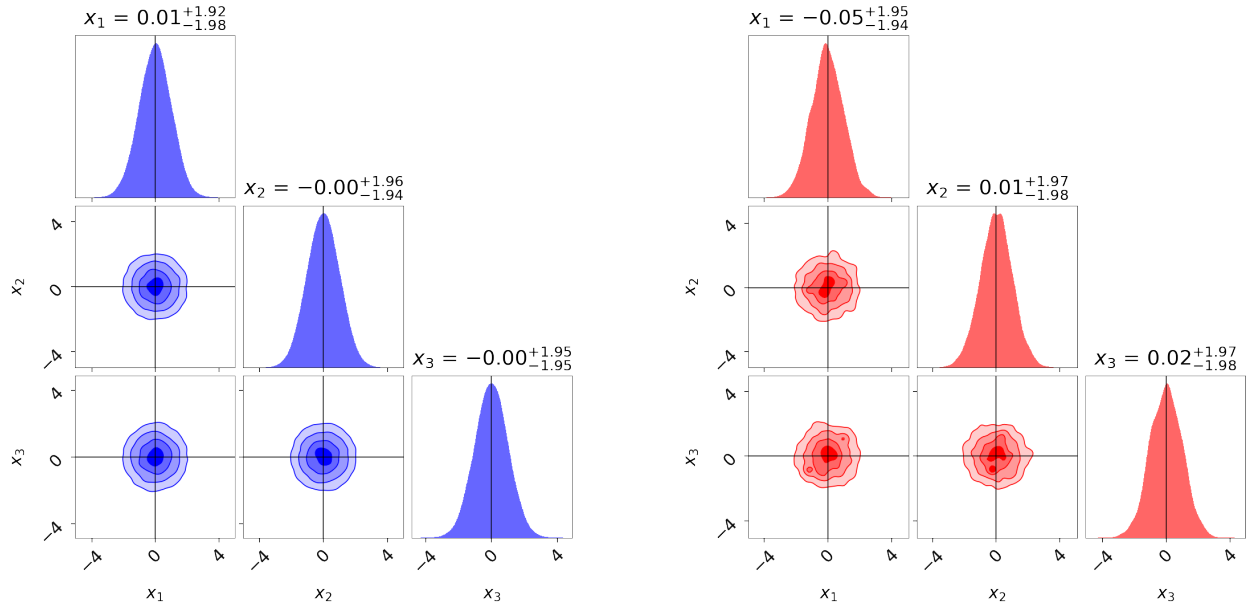 x₁ = 0.01⁺¹·⁹²₋₁.₉₈
x₁ = −0.05⁺¹·⁹⁵₋₁.₉₄
x₂ = −0.00⁺¹·⁹⁶₋₁.₉₄
x₂ = 0.01⁺¹·⁹⁷₋₁.₉₈
4
0
−4
x₂
4
0
−4
x₂
x₃ = −0.00⁺¹·⁹⁵₋₁.₉₅
x₃ = 0.02⁺¹·⁹⁷₋₁.₉₈
4
0
−4
x₃
4
0
−4
x₃
−4 0 4 −4 0 4 −4 0 4
−4 0 4 −4 0 4 −4 0 4
x₁ x₂ x₃
x₁ x₂ x₃